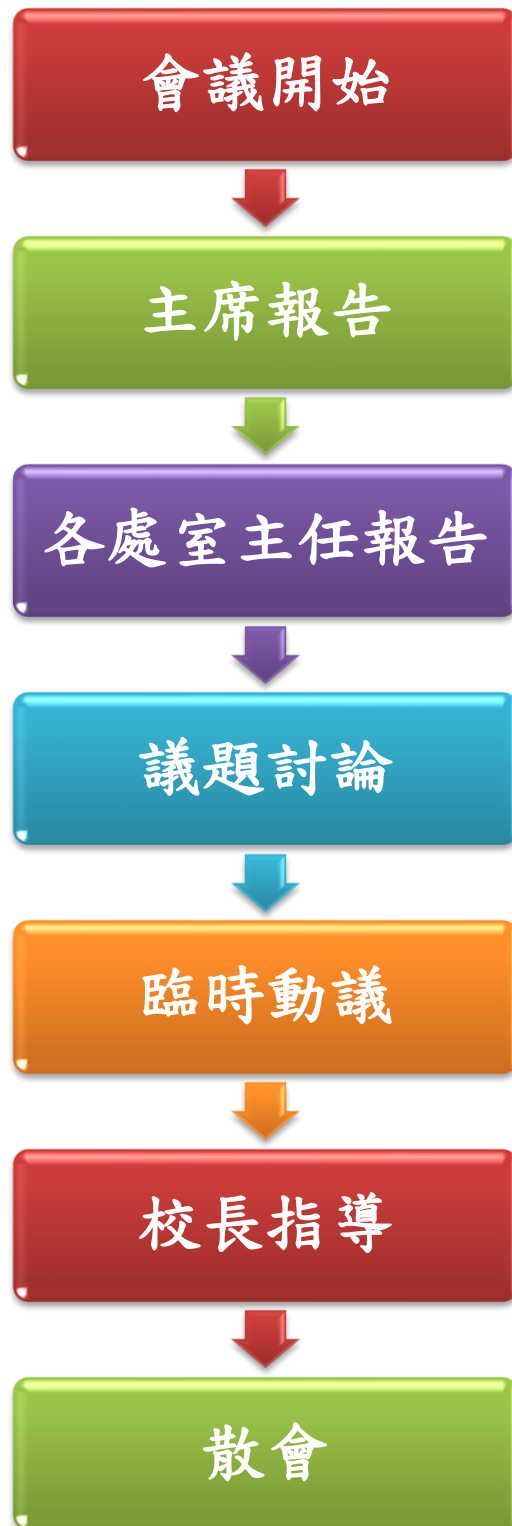 會議開始
主席報告
各處室主任報告
議題討論
臨時動議
校長指導
散會